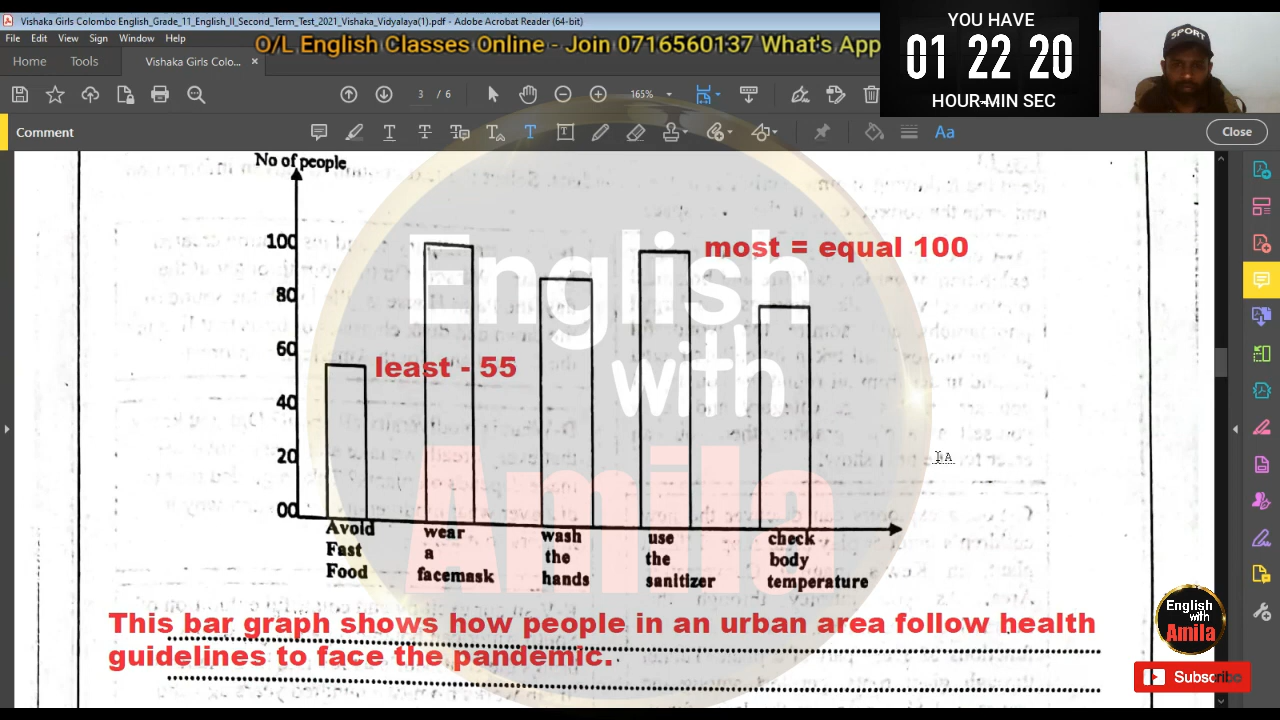 Vishaka Girls Colombo English_Grade_11_English_II_Second_Term_Test_2021_Vishaka_Vidyalaya(1).pdf - Adobe Acrobat Reader (64-bit)
File Edit View Sign Window Help
O/L English Classes Online - Join 0716560137 What's App
YOU HAVE
01 22 20
HOUR MIN SEC
SPORT
Home Tools Vishaka Girls Colo... ×
3 / 6 165%
Comment
Aa
Close
No of people
100
80
60
40
20
00
most = equal 100
least - 55
Avoid
Fast
Food
wear
a
facemask
wash
the
hands
use
the
sanitizer
check
body
temperature
English
with
Amila
This bar graph shows how people in an urban area follow health
guidelines to face the pandemic.
English
with
Amila
Subscribe